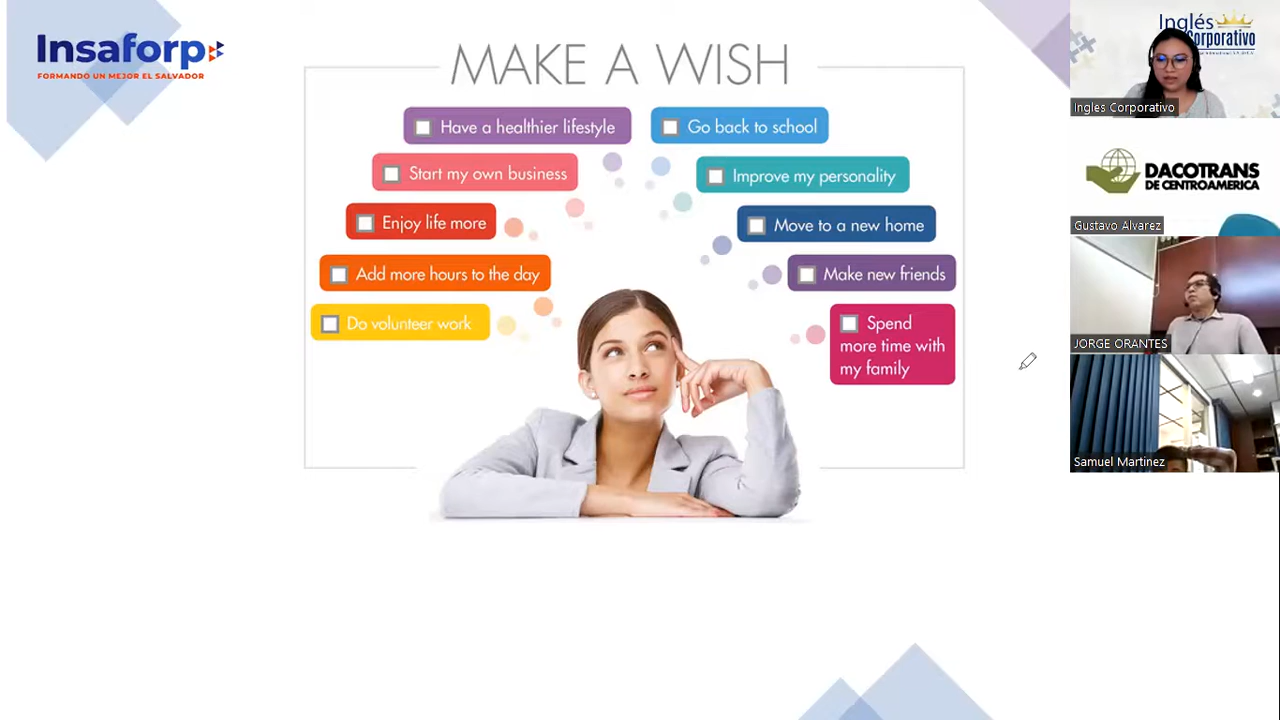 Insaforp
FORMANDO UN MEJOR EL SALVADOR
MAKE A WISH
Have a healthier lifestyle
Start my own business
Enjoy life more
Add more hours to the day
Do volunteer work
Go back to school
Improve my personality
Move to a new home
Make new friends
Spend
more time with
my family
Inglés
Corporativo
Ingles Corporativo
DACOTRANS
DE CENTROAMERICA
Gustavo Alvarez
JORGE ORANTES
Samuel Martinez